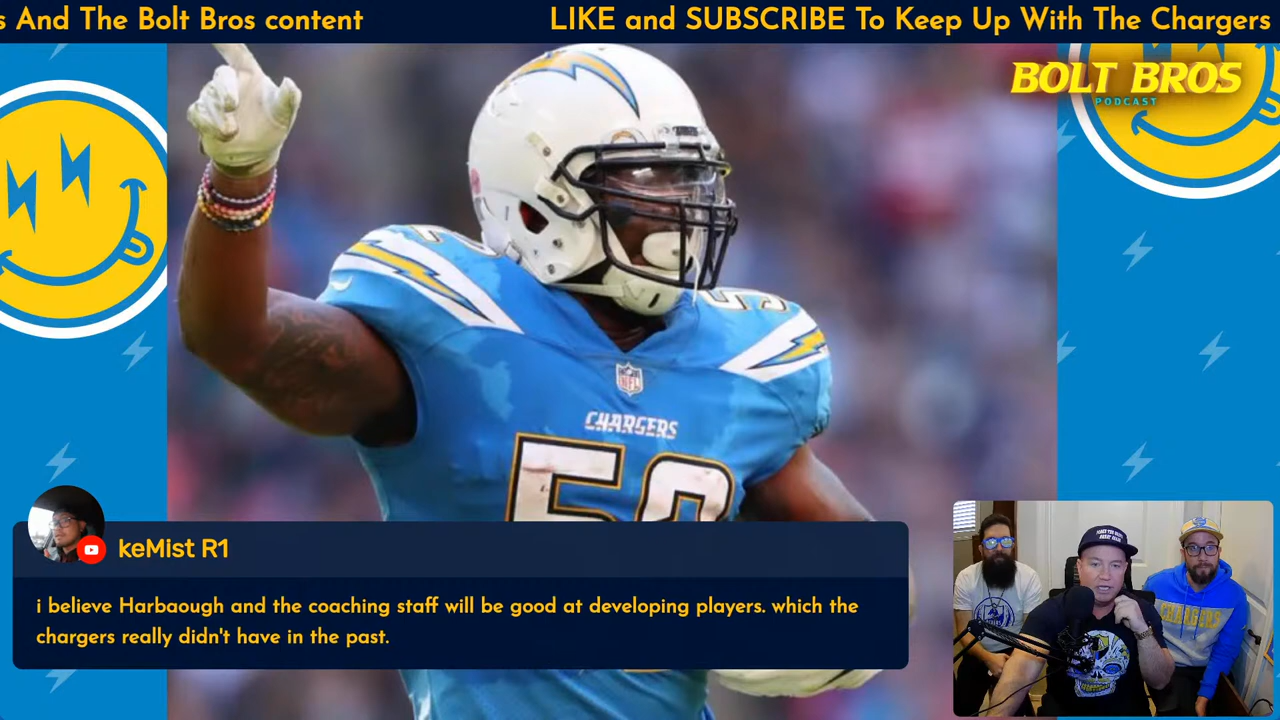 s And The Bolt Bros content LIKE and SUBSCRIBE To Keep Up With The Chargers
BOLT BROS
PODCAST
NFL
CHARGERS
keMist R1
i believe Harbaough and the coaching staff will be good at developing players. which the
chargers really didn't have in the past.
CHARGERS